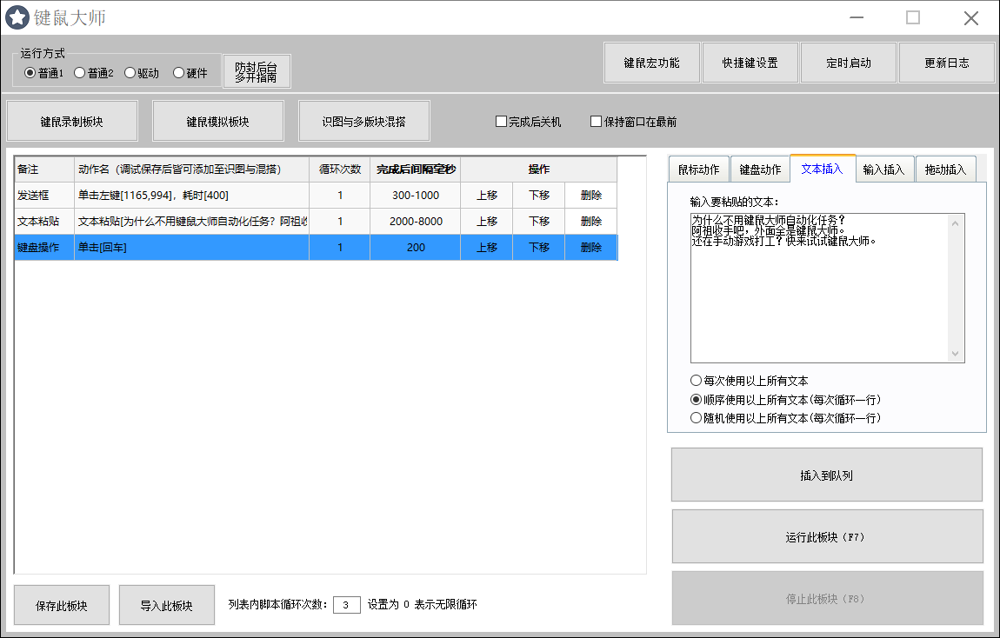 键鼠大师
运行方式
普通1 普通2 驱动 硬件
防封后台
多开指南
键鼠宏功能 快捷键设置 定时启动 更新日志
键鼠录制板块 键鼠模拟板块 识图与多版块混搭 完成后关机 保持窗口在最前
备注 动作名（调试保存后皆可添加至识图与混搭） 循环次数 完成后间隔毫秒 操作
发送框 单击左键[1165,994]，耗时[400] 1 300-1000 上移 下移 删除
文本粘贴 文本粘贴[为什么不用键鼠大师自动化任务？阿祖收 1 2000-8000 上移 下移 删除
键盘操作 单击[回车] 1 200 上移 下移 删除
鼠标动作 键盘动作 文本插入 输入插入 拖动插入
输入要粘贴的文本：
为什么不用键鼠大师自动化任务？
阿祖收手吧，外面全是键鼠大师。
还在手动游戏打工？快来试试键鼠大师。
每次使用以上所有文本
顺序使用以上所有文本(每次循环一行)
随机使用以上所有文本(每次循环一行)
插入到队列
运行此板块（F7）
停止此板块（F8）
保存此板块 导入此板块 列表内脚本循环次数： 3 设置为 0 表示无限循环